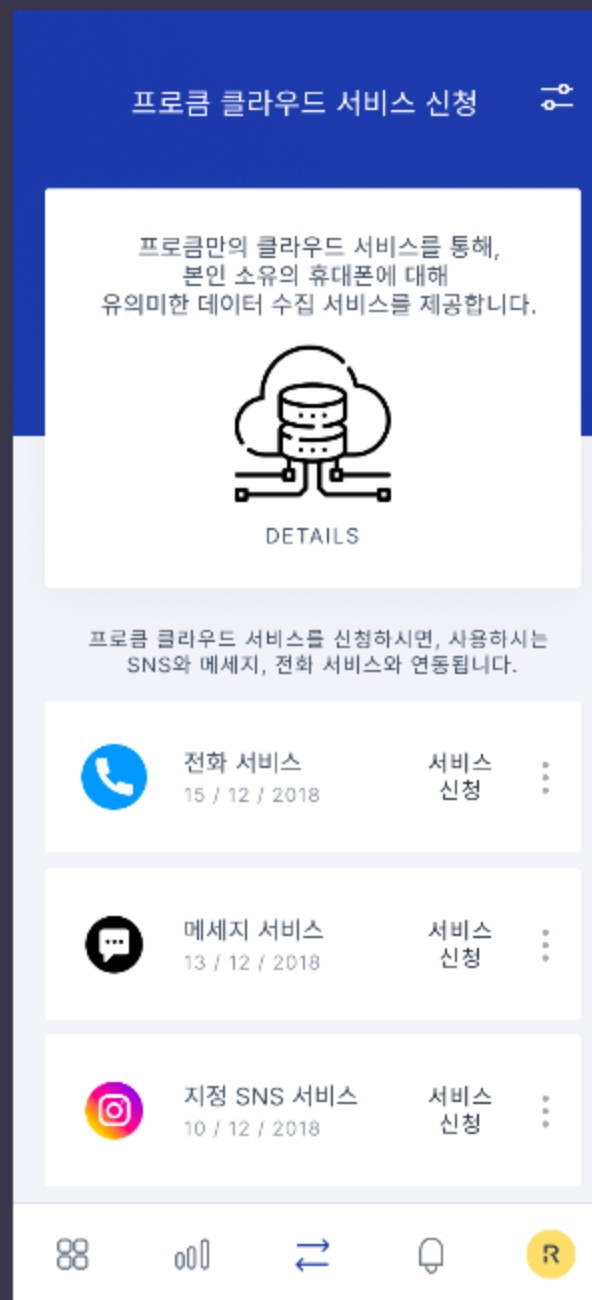 프로큼 클라우드 서비스 신청
프로큼만의 클라우드 서비스를 통해,
본인 소유의 휴대폰에 대해
유의미한 데이터 수집 서비스를 제공합니다.
DETAILS
프로큼 클라우드 서비스를 신청하시면, 사용하시는
SNS와 메세지, 전화 서비스와 연동됩니다.
전화 서비스
15 / 12 / 2018
서비스
신청
메세지 서비스
13 / 12 / 2018
서비스
신청
지정 SNS 서비스
10 / 12 / 2018
서비스
신청
R